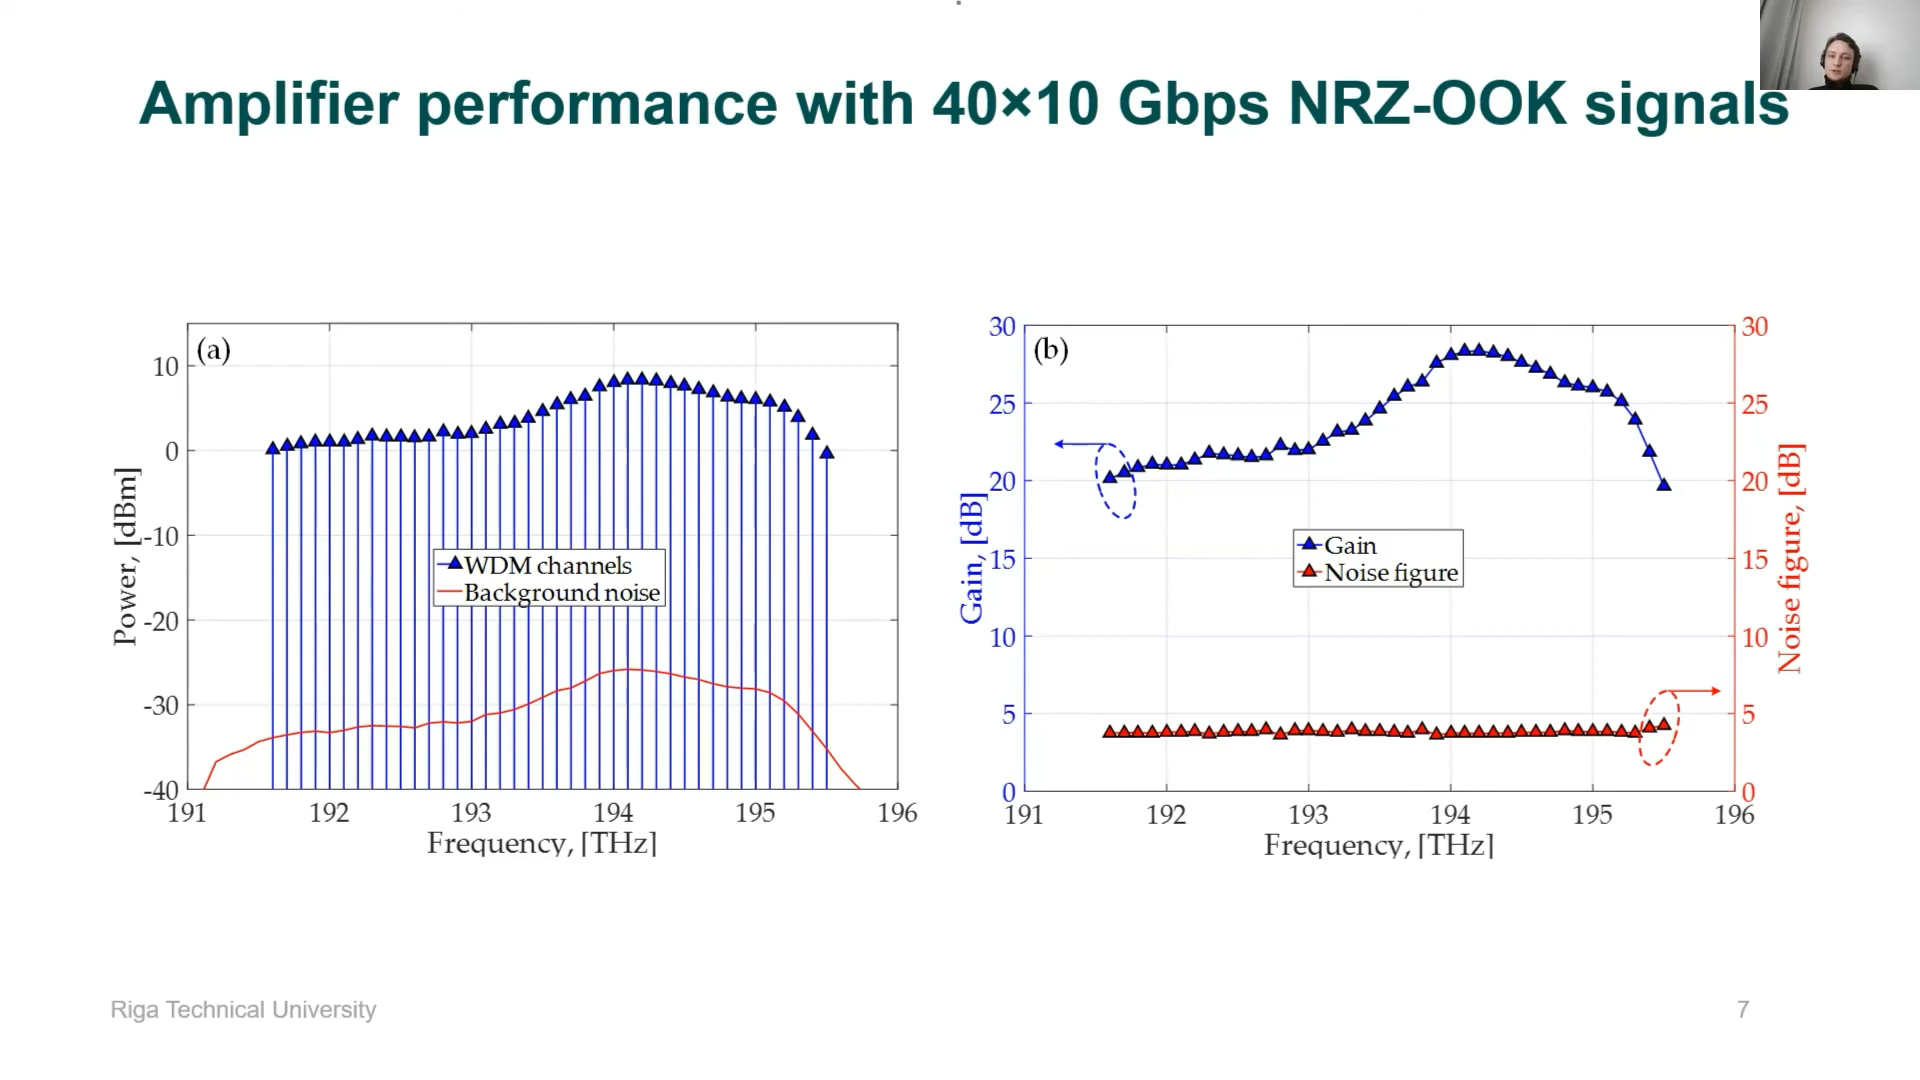 Amplifier performance with 40×10 Gbps NRZ-OOK signals
(a)
10
0
-10
-20
-30
-40
Power, [dBm]
WDM channels
Background noise
191 192 193 194 195 196
Frequency, [THz]
(b)
30
25
20
15
10
5
0
Gain, [dB]
Gain
Noise figure
30
25
20
15
10
5
0
Noise figure, [dB]
191 192 193 194 195 196
Frequency, [THz]
Riga Technical University
7